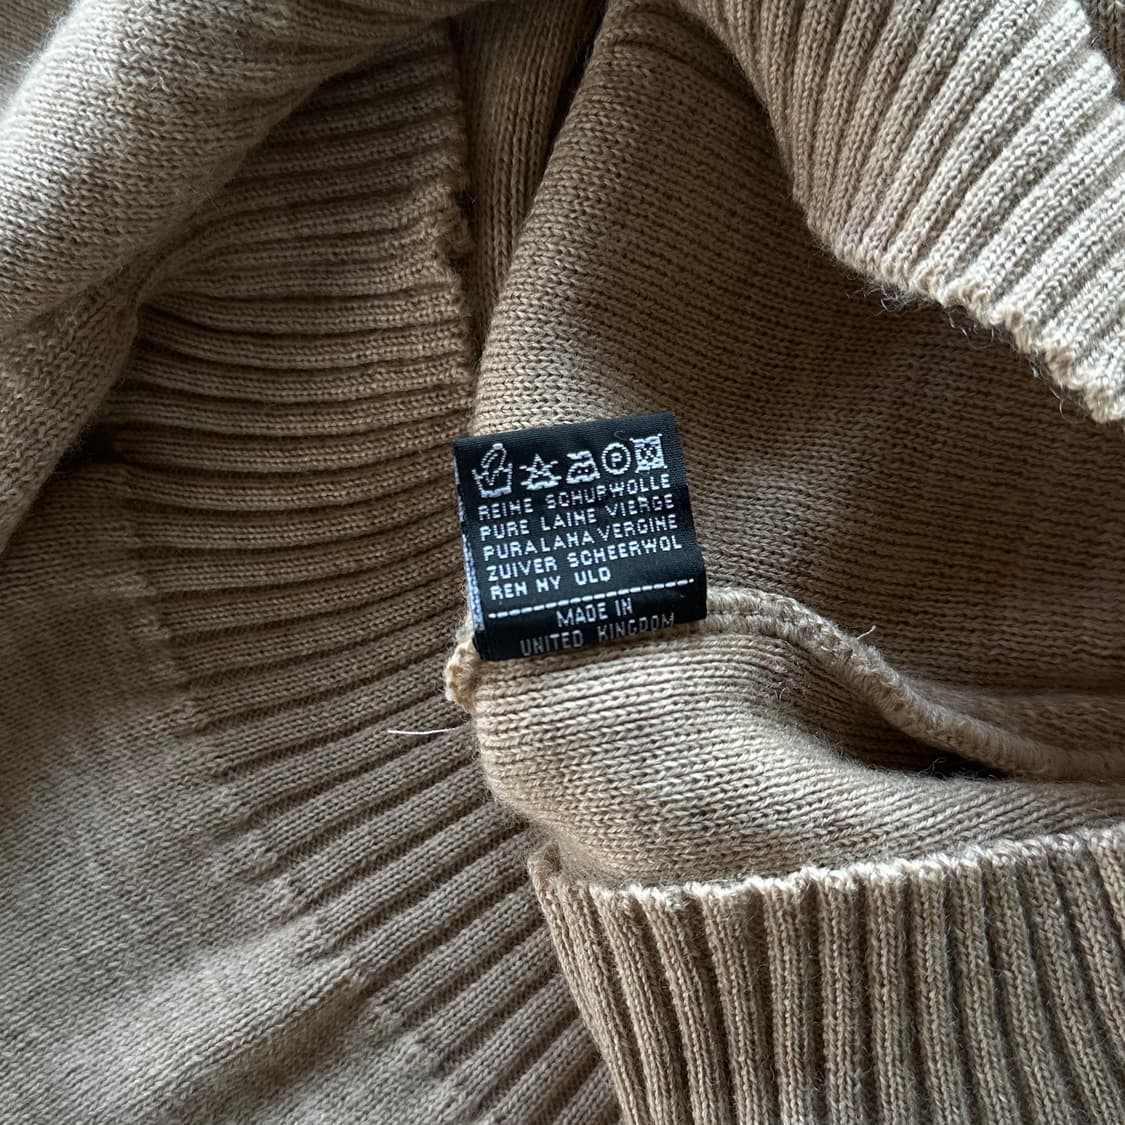 P
REINE SCHURWOLLE
PURE LAINE VIERGE
PURA LANA VERGINE
ZUIVER SCHEERWOL
REN NY ULD
MADE IN
UNITED KINGDOM